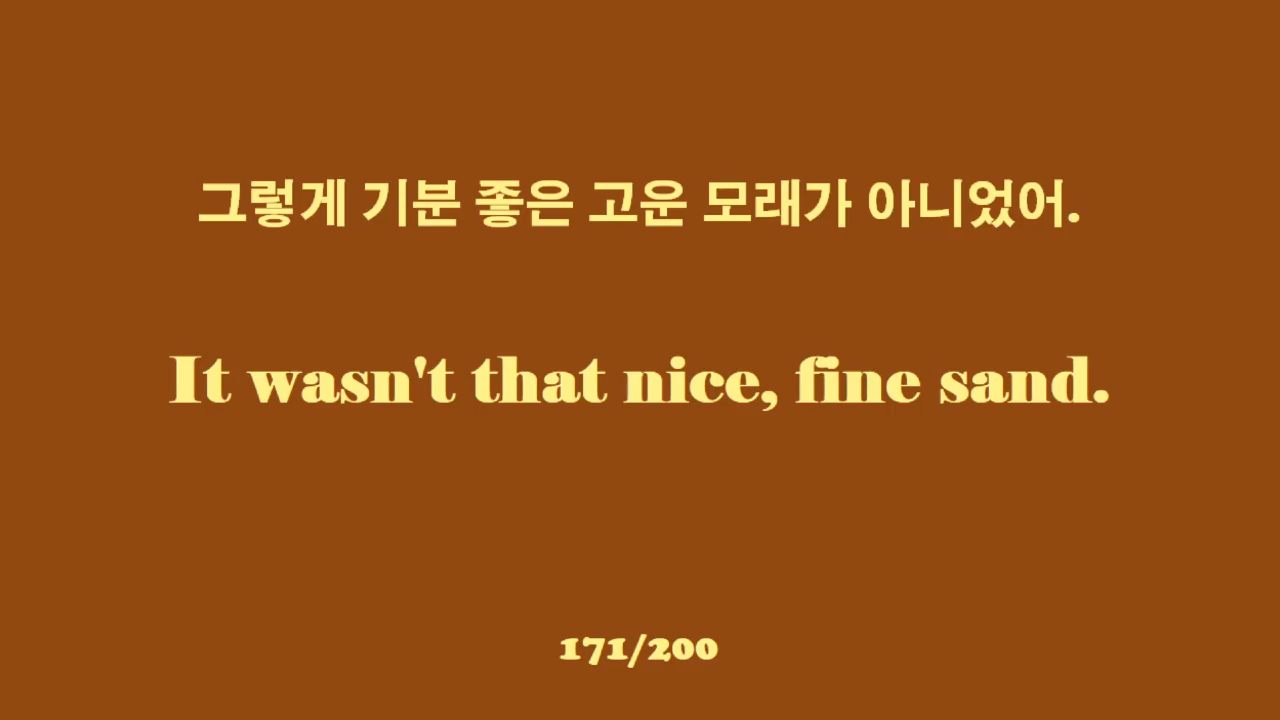 그렇게 기분 좋은 고운 모래가 아니었어.
It wasn't that nice, fine sand.
171/200